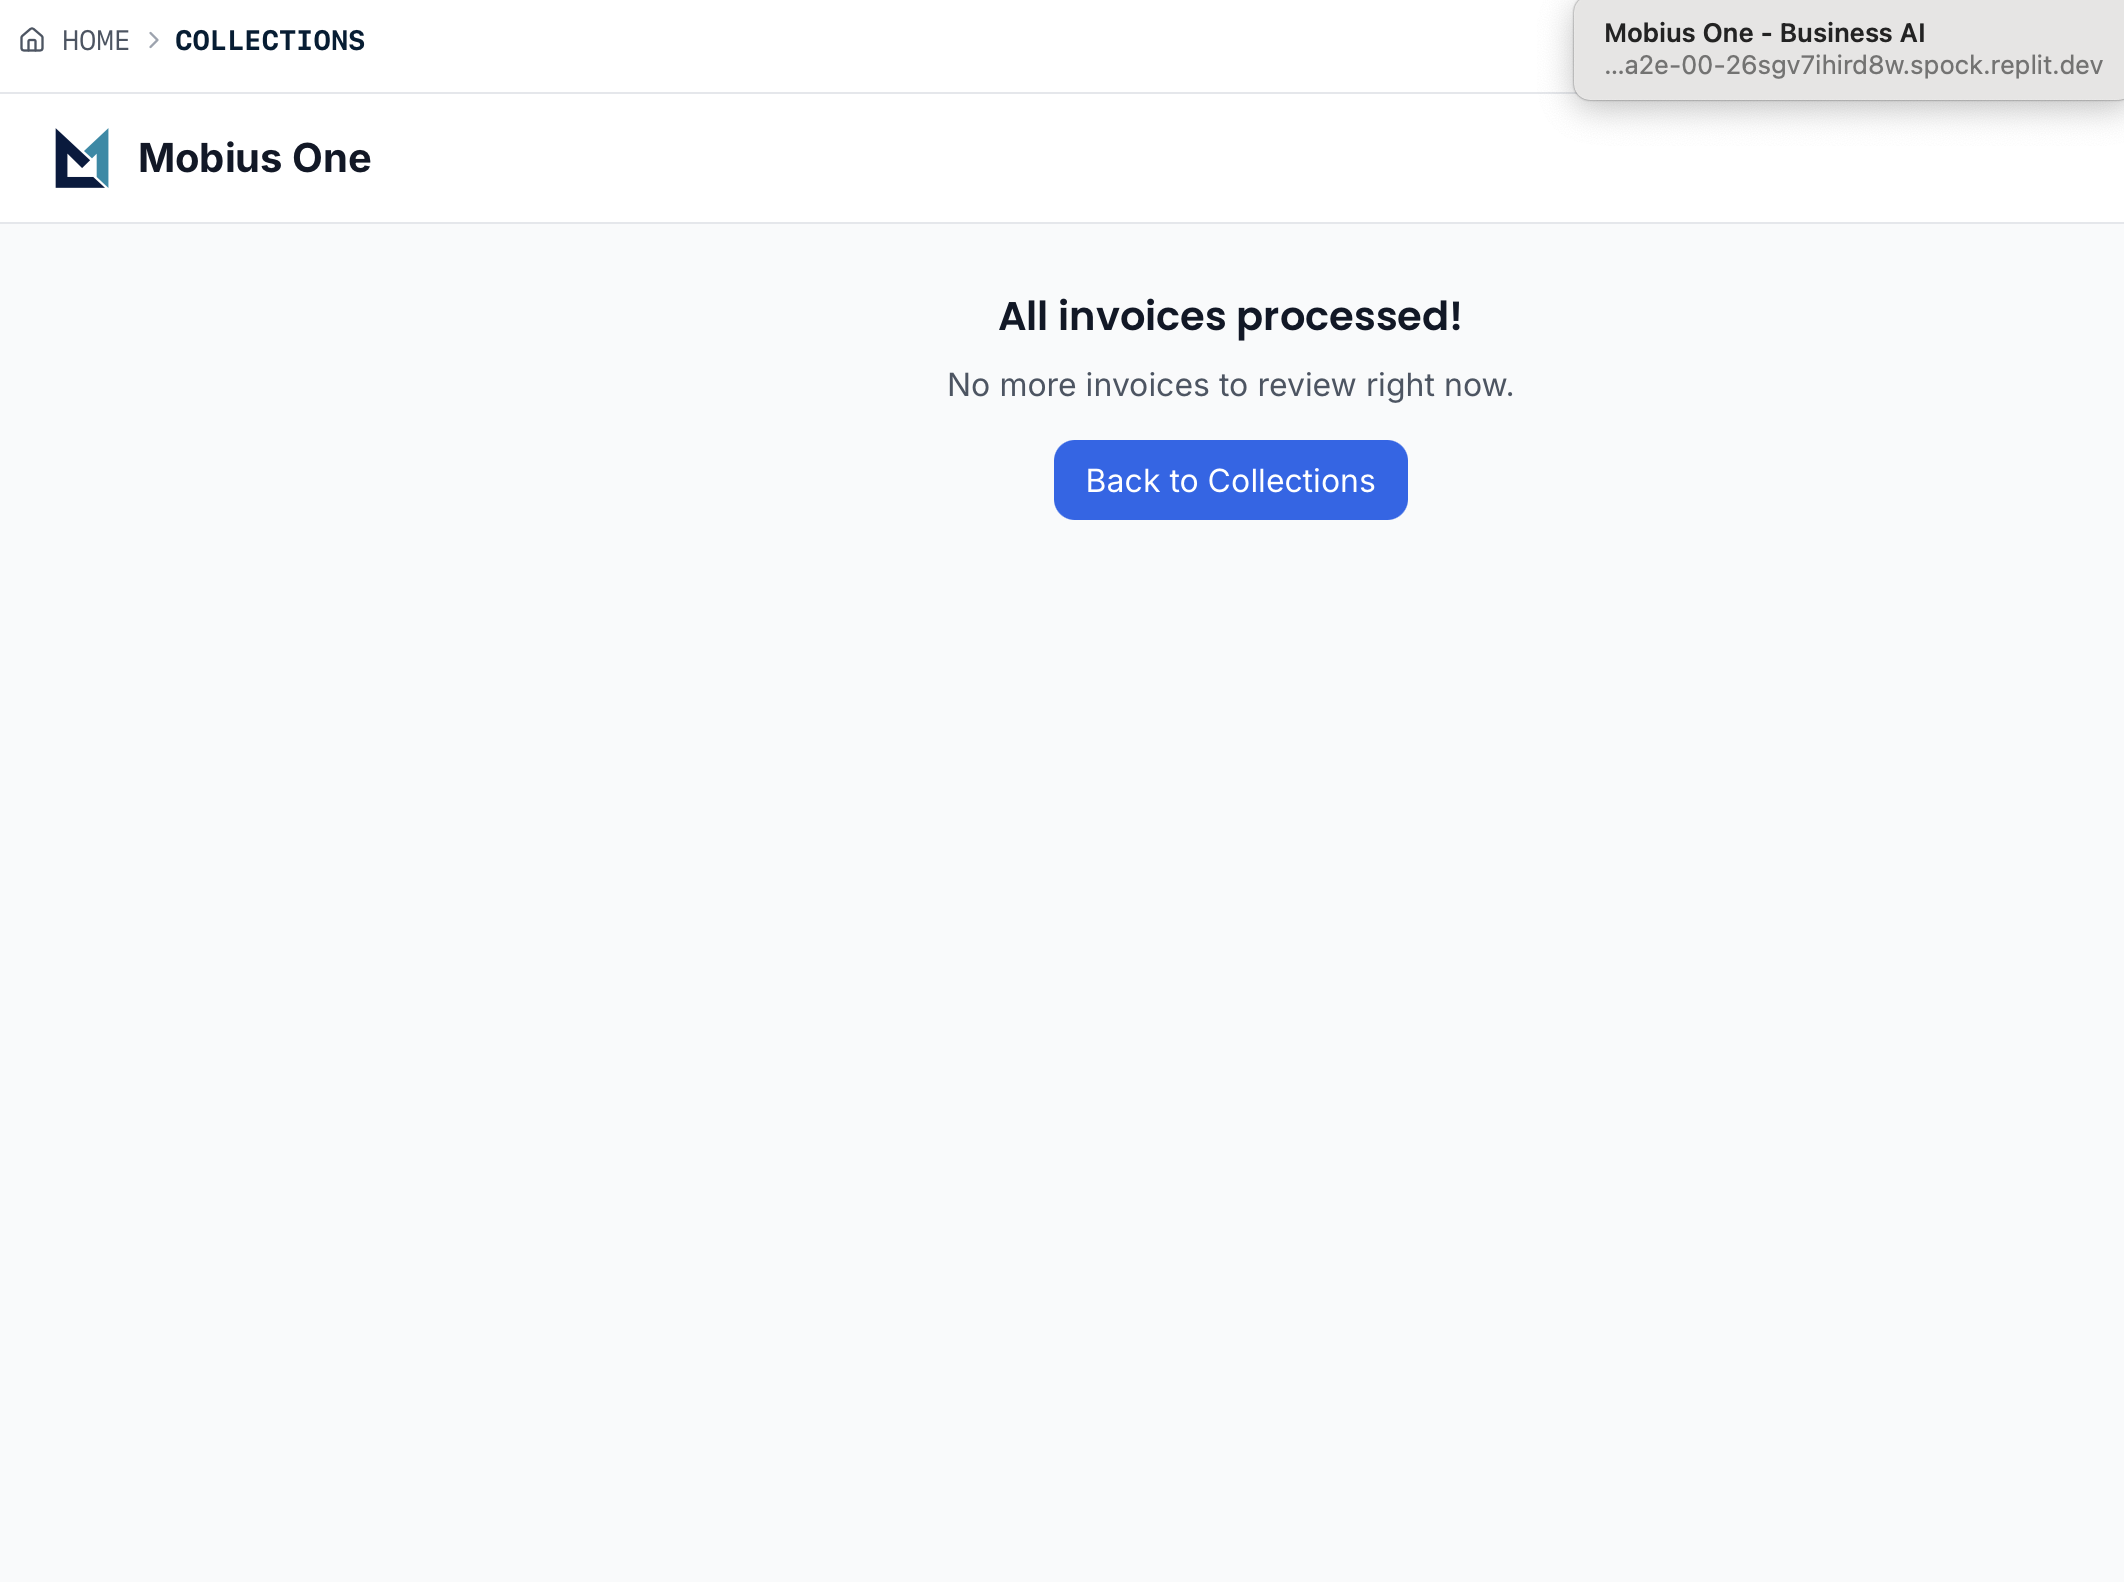 HOME > COLLECTIONS
Mobius One - Business AI
...a2e-00-26sgv7ihird8w.spock.replit.dev
Mobius One
All invoices processed!
No more invoices to review right now.
Back to Collections